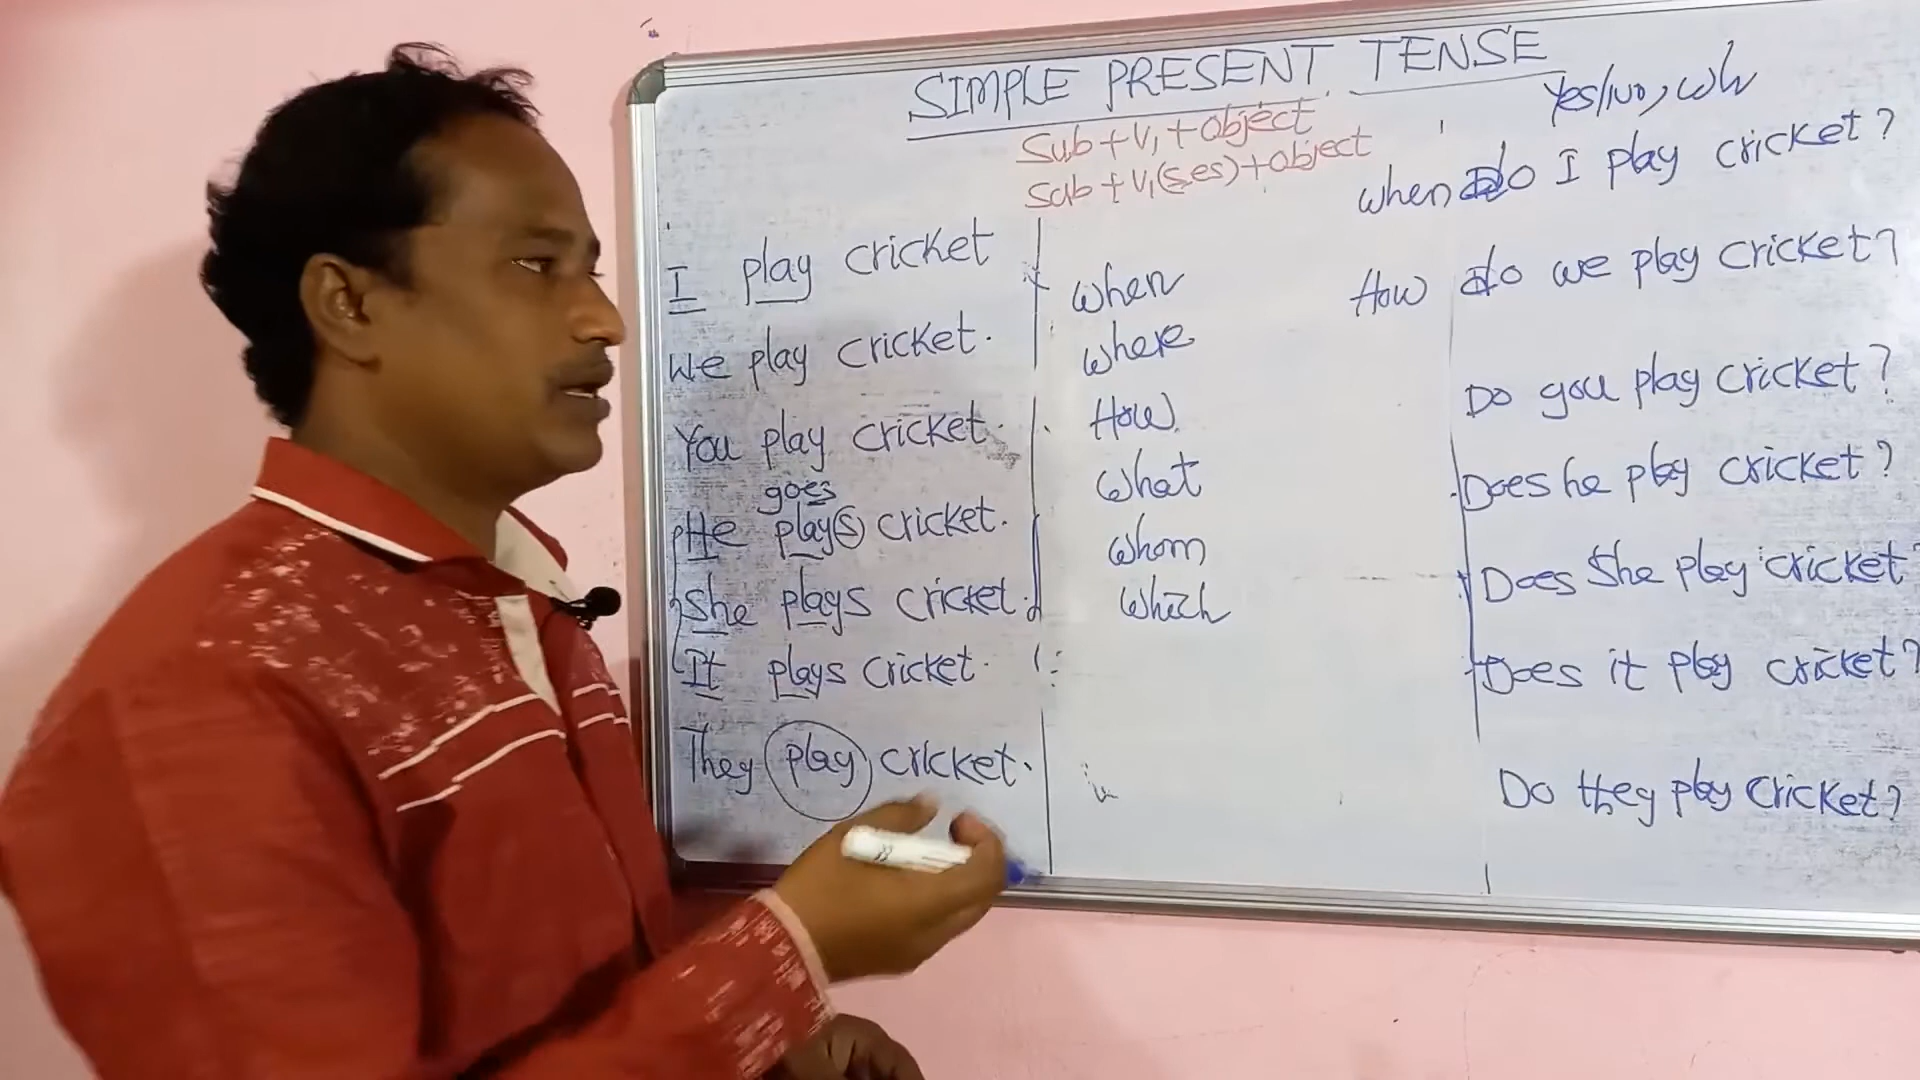 SIMPLE PRESENT TENSE
Yes/No, wh
Sub + V1 + object
Sub + V1(s,es) + object
I play cricket
We play cricket.
You play cricket.
goes
He plays cricket.
She plays cricket.
It plays cricket.
They play cricket.
when
where
How
what
whom
which
when do I play cricket?
How do we play cricket?
Do you play cricket?
Does he play cricket?
Does She play cricket?
Does it play cricket?
Do they play cricket?